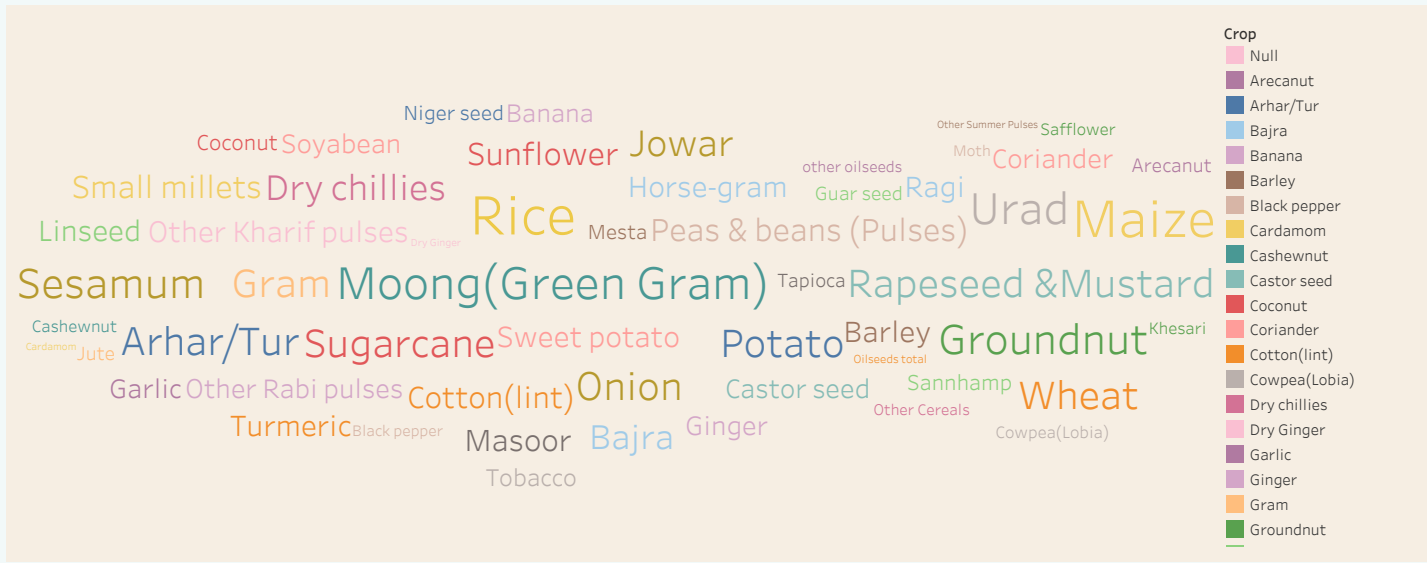 Niger seed Banana
Other Summer Pulses Safflower
Coconut Soyabean Sunflower Jowar Moth Coriander
other oilseeds Arecanut
Small millets Dry chillies Horse-gram Guar seed Ragi
Rice Urad Maize
Linseed Other Kharif pulses Dry Ginger Mesta Peas & beans (Pulses)
Sesamum Gram Moong(Green Gram) Tapioca Rapeseed &Mustard
Cashewnut Khesari
Cardamom Jute Arhar/Tur Sugarcane Sweet potato Potato Barley Groundnut
Oilseeds total
Garlic Other Rabi pulses Cotton(lint) Onion Castor seed Sannhamp Wheat
Other Cereals
Turmeric Black pepper Masoor Bajra Ginger Cowpea(Lobia)
Tobacco
Crop
Null
Arecanut
Arhar/Tur
Bajra
Banana
Barley
Black pepper
Cardamom
Cashewnut
Castor seed
Coconut
Coriander
Cotton(lint)
Cowpea(Lobia)
Dry chillies
Dry Ginger
Garlic
Ginger
Gram
Groundnut